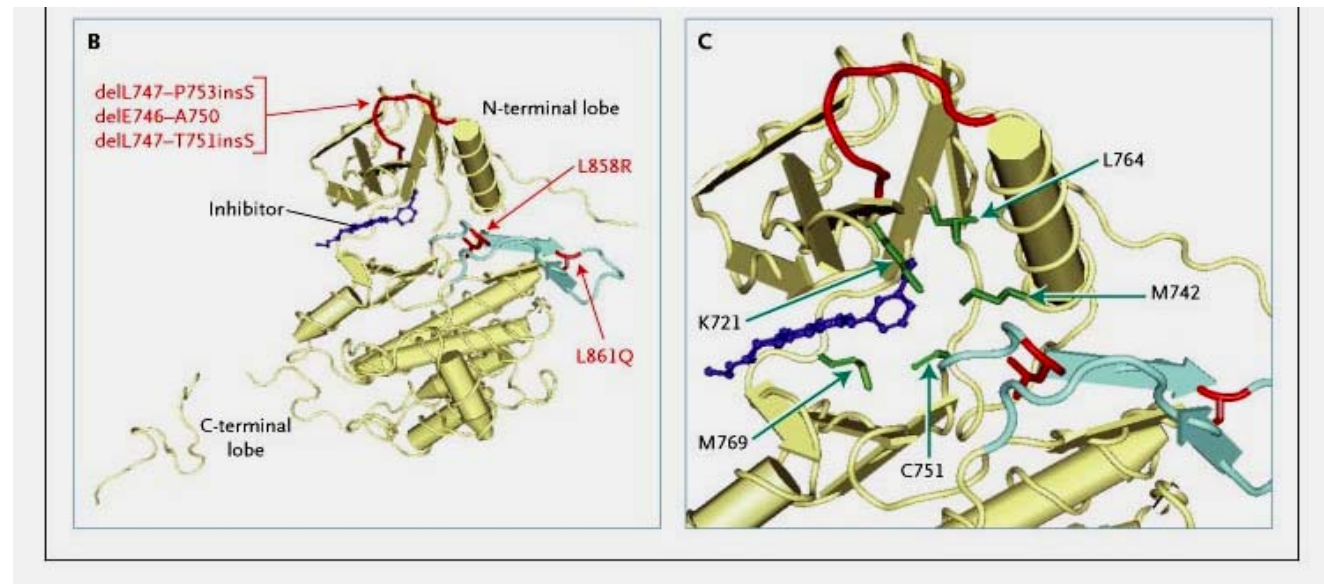 B
delL747–P753insS
delE746–A750
delL747–T751insS
N-terminal lobe
L858R
Inhibitor
L861Q
C-terminal
lobe
C
L764
K721
M742
M769
C751